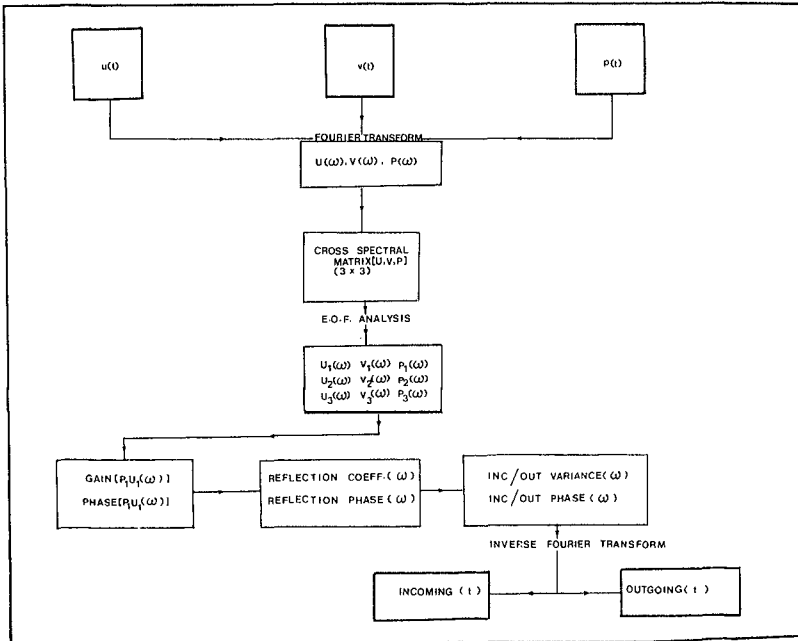 u(t)
v(t)
p(t)
FOURIER TRANSFORM
U(ω), V(ω), P(ω)
CROSS SPECTRAL
MATRIX[U,V,P]
(3 × 3)
E.O.F. ANALYSIS
U₁(ω) V₁(ω) P₁(ω)
U₂(ω) V₂(ω) P₂(ω)
U₃(ω) V₃(ω) P₃(ω)
GAIN[P₁U₁(ω)]
PHASE[P₁U₁(ω)]
REFLECTION COEFF.(ω)
REFLECTION PHASE(ω)
INC/OUT VARIANCE(ω)
INC/OUT PHASE(ω)
INVERSE FOURIER TRANSFORM
INCOMING (t)
OUTGOING(t)